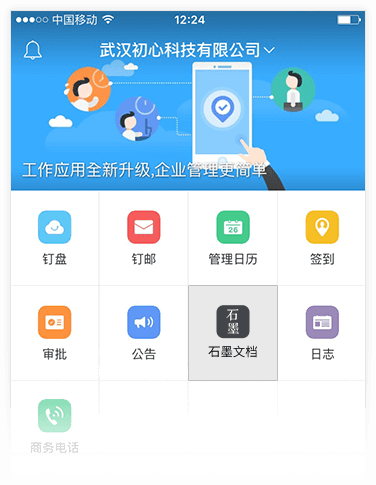 中国移动 12:24
武汉初心科技有限公司
工作应用全新升级,企业管理更简单
26
钉盘 钉邮 管理日历 签到
石墨
审批 公告 石墨文档 日志
商务电话